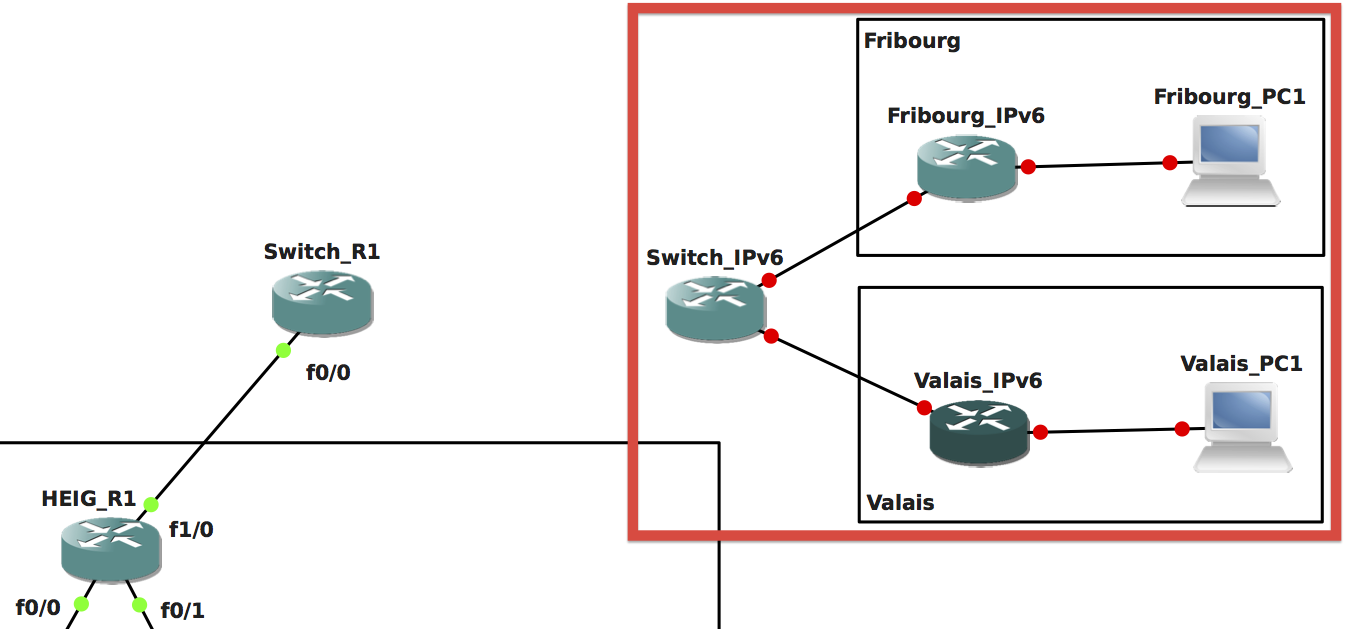 Fribourg
Fribourg_PC1
Fribourg_IPv6
Switch_R1
Switch_IPv6
f0/0
Valais_PC1
Valais_IPv6
HEIG_R1
Valais
f1/0
f0/0
f0/1